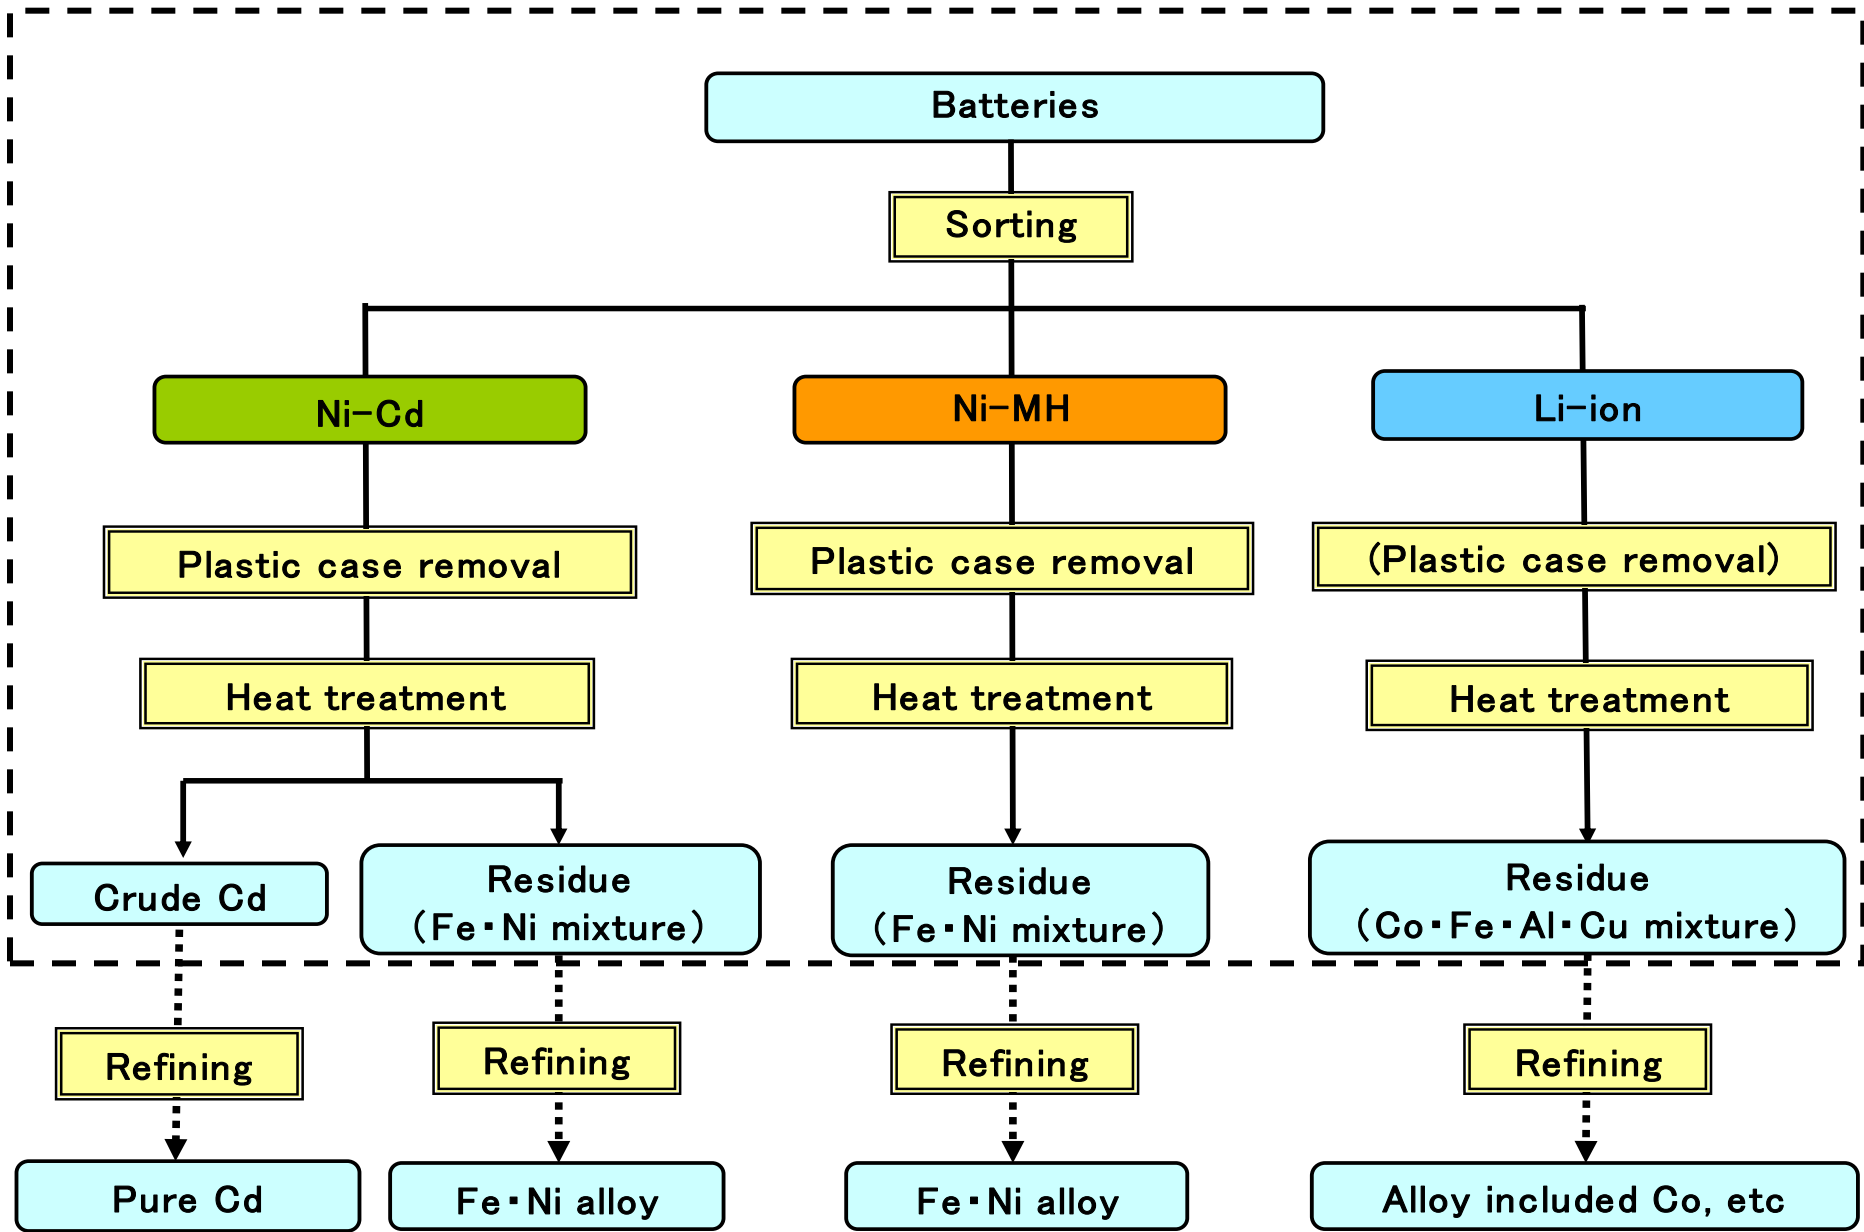 Batteries
Sorting
Ni-Cd
Ni-MH
Li-ion
Plastic case removal
Plastic case removal
(Plastic case removal)
Heat treatment
Heat treatment
Heat treatment
Crude Cd
Residue
(Fe・Ni mixture)
Residue
(Fe・Ni mixture)
Residue
(Co・Fe・Al・Cu mixture)
Refining
Refining
Refining
Refining
Pure Cd
Fe・Ni alloy
Fe・Ni alloy
Alloy included Co, etc